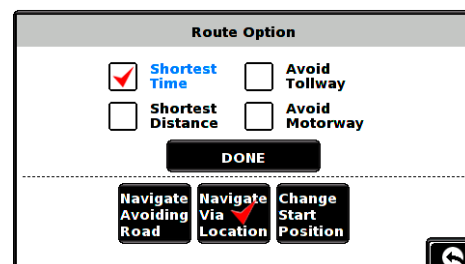 Route Option
Shortest Time
Avoid Tollway
Shortest Distance
Avoid Motorway
DONE
Navigate Avoiding Road
Navigate Via Location
Change Start Position